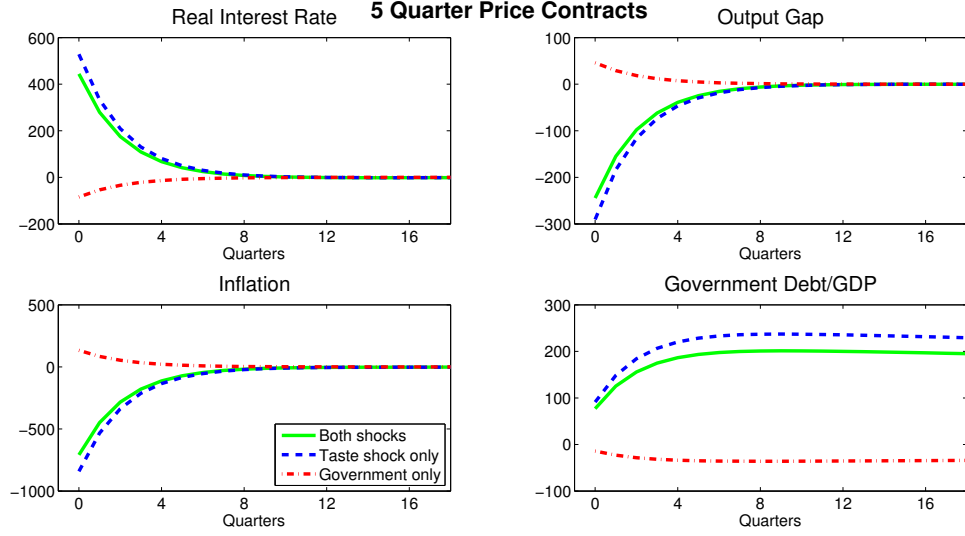 5 Quarter Price Contracts
Real Interest Rate
600
400
200
0
−200
0 4 8 12 16
Quarters
Output Gap
100
0
−100
−200
−300
0 4 8 12 16
Quarters
Inflation
500
0
−500
−1000
0 4 8 12 16
Quarters
Both shocks
Taste shock only
Government only
Government Debt/GDP
300
200
100
0
−100
0 4 8 12 16
Quarters